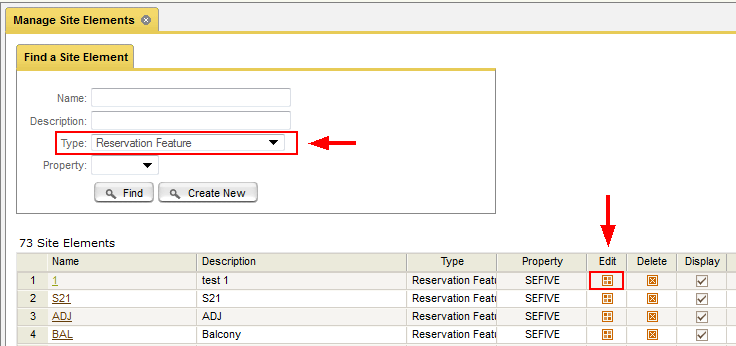 Manage Site Elements
Find a Site Element
Name:
Description:
Type: Reservation Feature
Property:
Find Create New
73 Site Elements
Name Description Type Property Edit Delete Display
1 1 test 1 Reservation Featu SEFIVE
2 S21 S21 Reservation Featu SEFIVE
3 ADJ ADJ Reservation Featu SEFIVE
4 BAL Balcony Reservation Featu SEFIVE